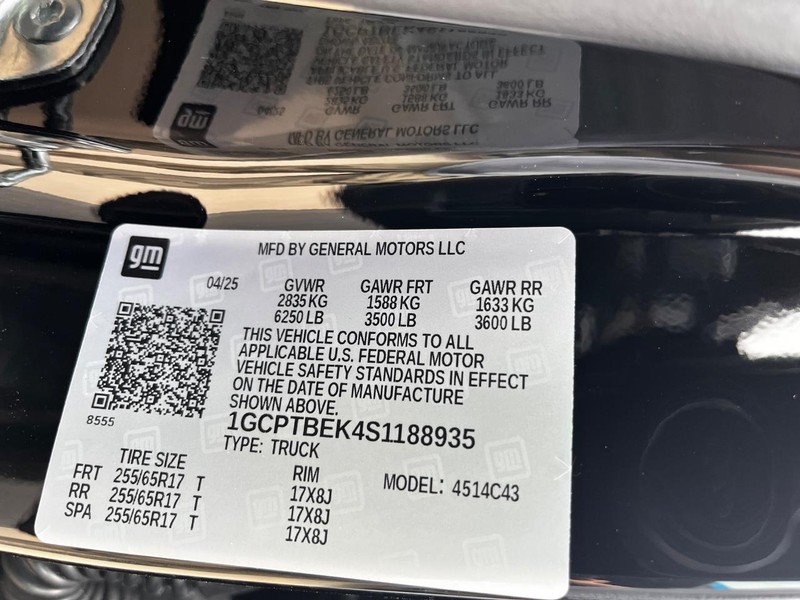 gm
MFD BY GENERAL MOTORS LLC
04/25 GVWR GAWR FRT GAWR RR
2835 KG 1588 KG 1633 KG
6250 LB 3500 LB 3600 LB
THIS VEHICLE CONFORMS TO ALL
APPLICABLE U.S. FEDERAL MOTOR
VEHICLE SAFETY STANDARDS IN EFFECT
ON THE DATE OF MANUFACTURE
SHOWN ABOVE.
8555
1GCPTBEK4S1188935
TYPE: TRUCK
TIRE SIZE RIM MODEL: 4514C43
FRT 255/65R17 T 17X8J
RR 255/65R17 T 17X8J
SPA 255/65R17 T 17X8J